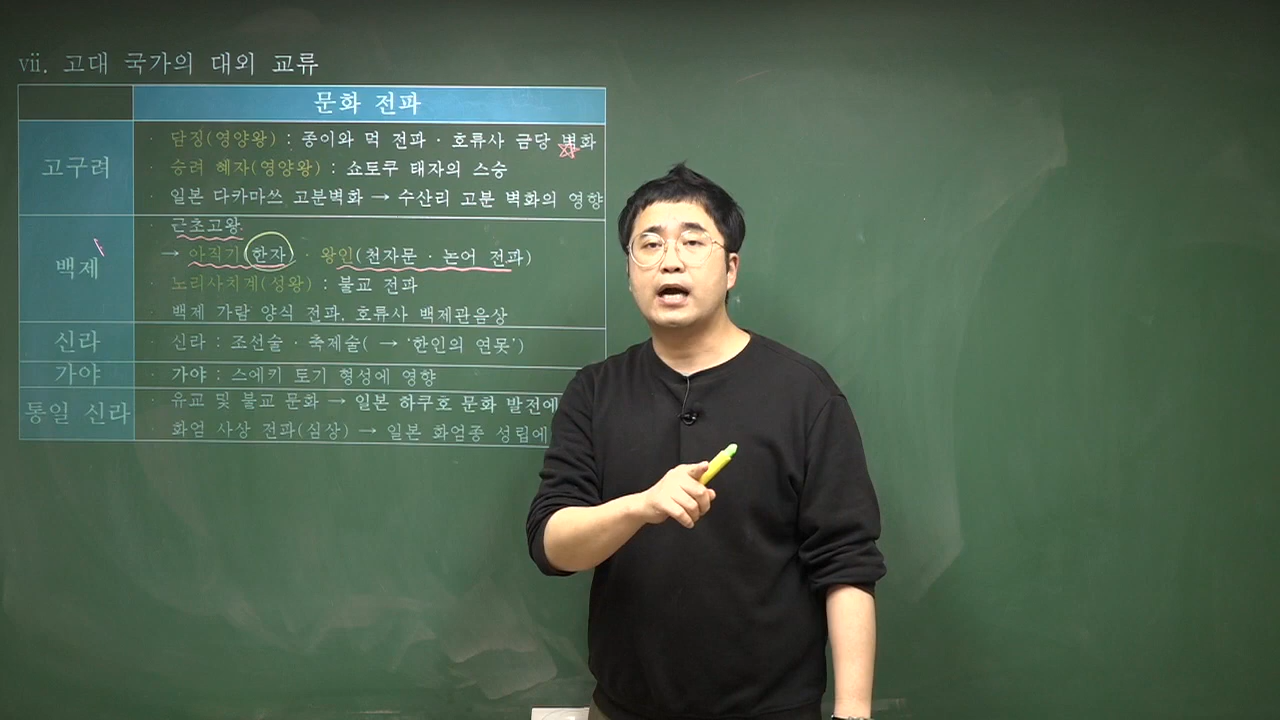 ⅶ. 고대 국가의 대외 교류
문화 전파
고구려
· 담징(영양왕) : 종이와 먹 전파 · 호류사 금당 벽화
· 승려 혜자(영양왕) : 쇼토쿠 태자의 스승
· 일본 다카마쓰 고분벽화 → 수산리 고분 벽화의 영향
백제
· 근초고왕
→ 아직기(한자) · 왕인(천자문 · 논어 전파)
· 노리사치계(성왕) : 불교 전파
· 백제 가람 양식 전파, 호류사 백제관음상
신라
· 신라 : 조선술 · 축제술( → ‘한인의 연못’)
가야
· 가야 : 스에키 토기 형성에 영향
통일 신라
· 유교 및 불교 문화 → 일본 하쿠호 문화 발전에
· 화엄 사상 전파(심상) → 일본 화엄종 성립에